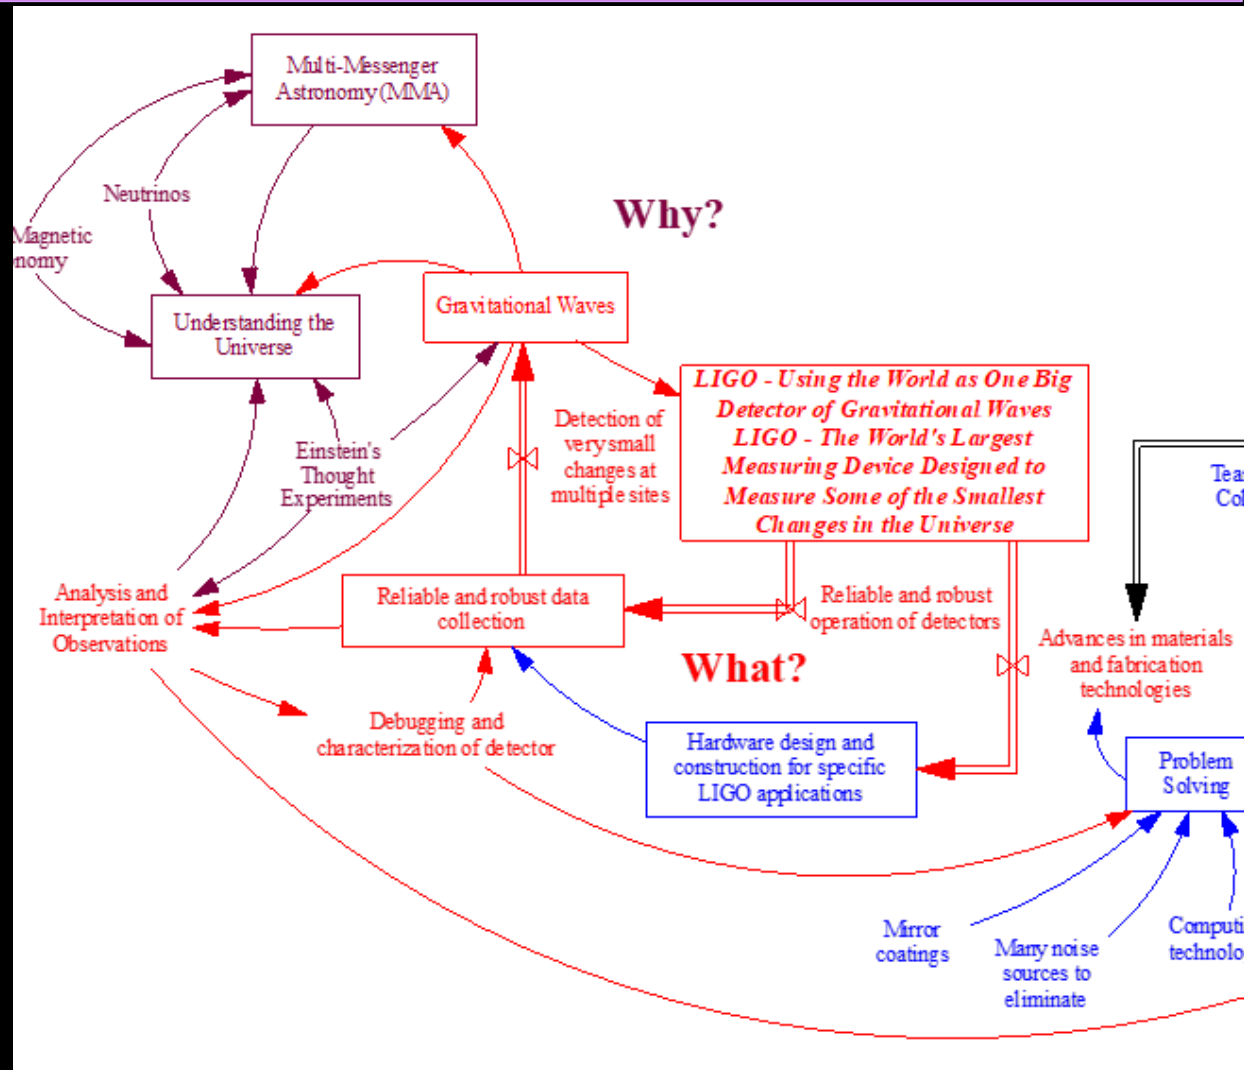 Multi-Messenger
Astronomy (MMA)
Neutrinos
Magnetic
Why?
Gravitational Waves
Understanding the
Universe
LIGO - Using the World as One Big
Detector of Gravitational Waves
LIGO - The World's Largest
Measuring Device Designed to
Measure Some of the Smallest
Changes in the Universe
Detection of
very small
changes at
multiple sites
Einstein's
Thought
Experiments
Analysis and
Interpretation of
Observations
Reliable and robust data
collection
Reliable and robust
operation of detectors
What?
Advances in materials
and fabrication
technologies
Debugging and
characterization of detector
Hardware design and
construction for specific
LIGO applications
Problem
Solving
Mirror
coatings
Many noise
sources to
eliminate